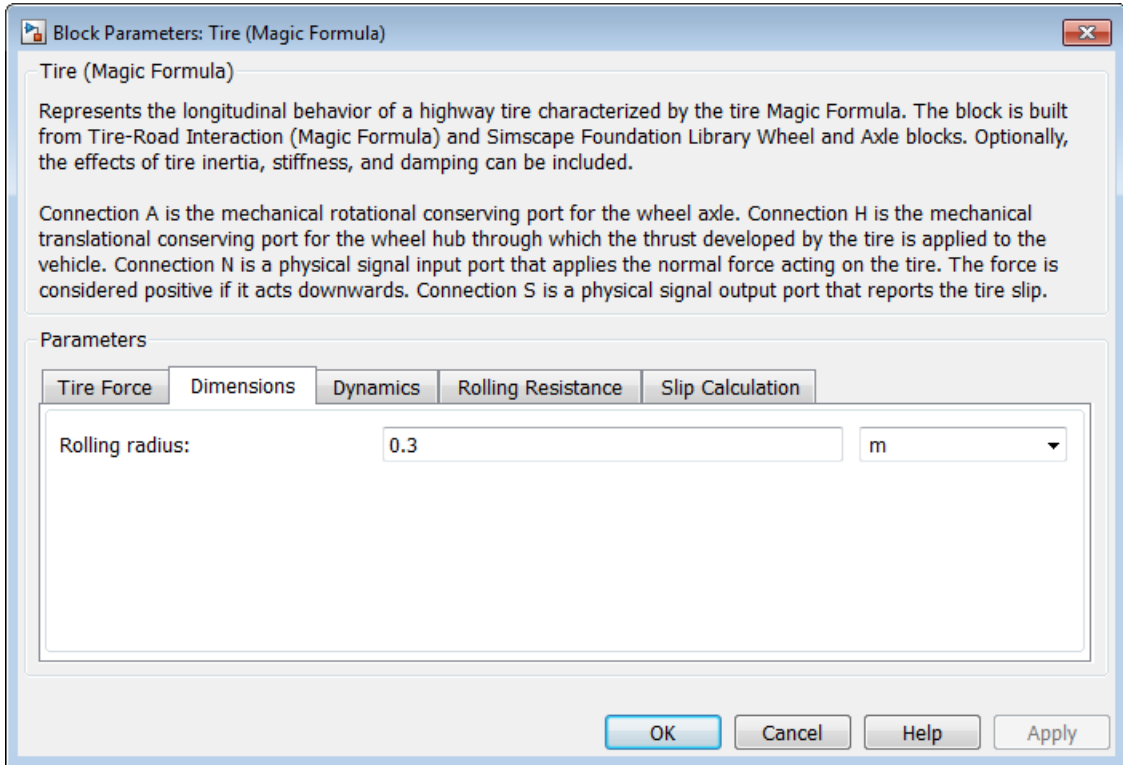 Block Parameters: Tire (Magic Formula)
Tire (Magic Formula)
Represents the longitudinal behavior of a highway tire characterized by the tire Magic Formula. The block is built
from Tire-Road Interaction (Magic Formula) and Simscape Foundation Library Wheel and Axle blocks. Optionally,
the effects of tire inertia, stiffness, and damping can be included.
Connection A is the mechanical rotational conserving port for the wheel axle. Connection H is the mechanical
translational conserving port for the wheel hub through which the thrust developed by the tire is applied to the
vehicle. Connection N is a physical signal input port that applies the normal force acting on the tire. The force is
considered positive if it acts downwards. Connection S is a physical signal output port that reports the tire slip.
Parameters
Tire Force Dimensions Dynamics Rolling Resistance Slip Calculation
Rolling radius: 0.3 m
OK Cancel Help Apply